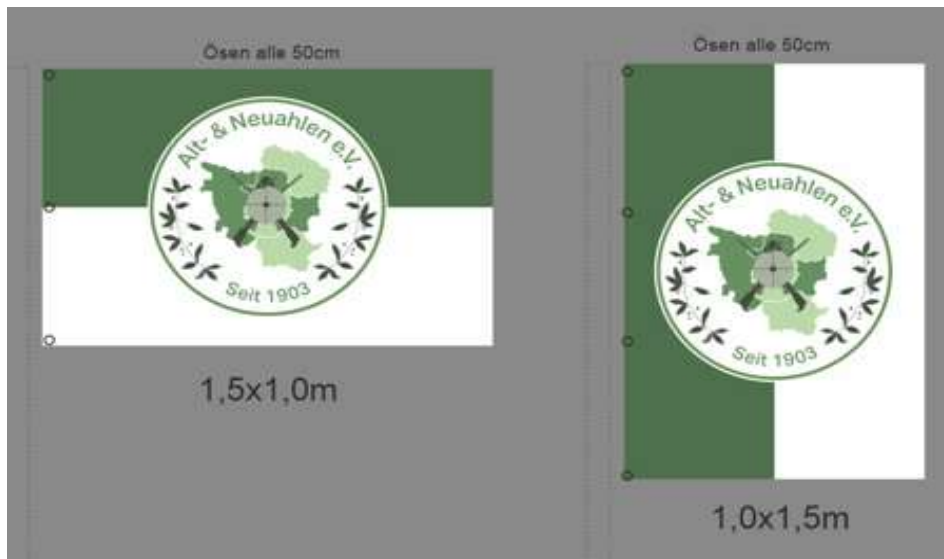 Ösen alle 50cm
Alt- & Neuahlen e.V.
Seit 1903
1,5x1,0m
Ösen alle 50cm
Alt- & Neuahlen e.V.
Seit 1903
1,0x1,5m